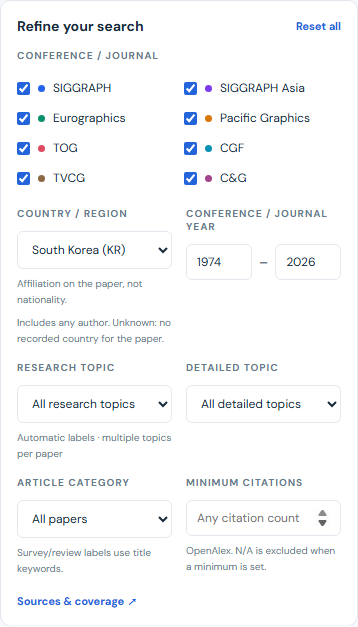 Refine your search
Reset all
CONFERENCE / JOURNAL
SIGGRAPH
SIGGRAPH Asia
Eurographics
Pacific Graphics
TOG
CGF
TVCG
C&G
COUNTRY / REGION
South Korea (KR)
Affiliation on the paper, not
nationality.
Includes any author. Unknown: no
recorded country for the paper.
CONFERENCE / JOURNAL
YEAR
1974 – 2026
RESEARCH TOPIC
All research topics
Automatic labels · multiple topics
per paper
DETAILED TOPIC
All detailed topics
ARTICLE CATEGORY
All papers
Survey/review labels use title
keywords.
MINIMUM CITATIONS
Any citation count
OpenAlex. N/A is excluded when
a minimum is set.
Sources & coverage ↗